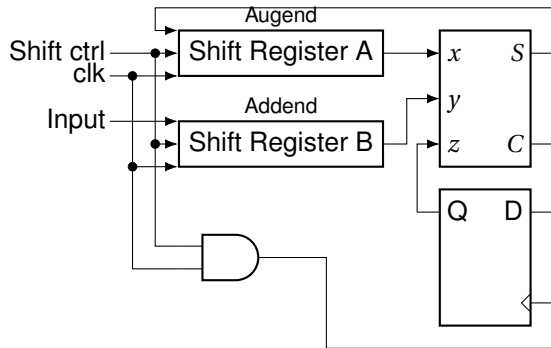 Augend
Shift Register A
Shift ctrl
clk
Addend
Input
Shift Register B
x
y
z
S
C
Q
D